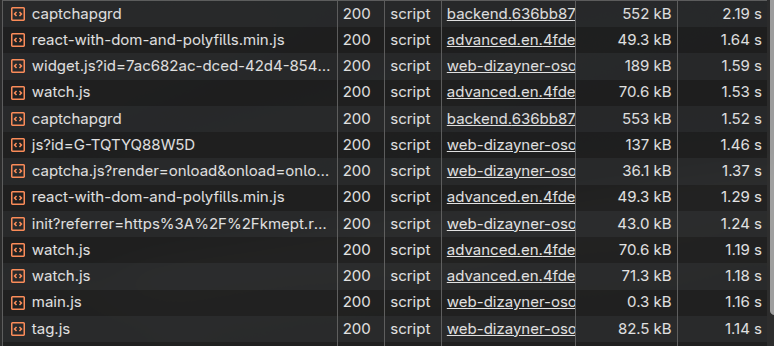 captchapgrd 200 script backend.636bb87 552 kB 2.19 s
react-with-dom-and-polyfills.min.js 200 script advanced.en.4fde 49.3 kB 1.64 s
widget.js?id=7ac682ac-dced-42d4-854... 200 script web-dizayner-oso 189 kB 1.59 s
watch.js 200 script advanced.en.4fde 70.6 kB 1.53 s
captchapgrd 200 script backend.636bb87 553 kB 1.52 s
js?id=G-TQTYQ88W5D 200 script web-dizayner-oso 137 kB 1.46 s
captcha.js?render=onload&onload=onlo... 200 script web-dizayner-oso 36.1 kB 1.37 s
react-with-dom-and-polyfills.min.js 200 script advanced.en.4fde 49.3 kB 1.29 s
init?referrer=https%3A%2F%2Fkmept.r... 200 script web-dizayner-oso 43.0 kB 1.24 s
watch.js 200 script advanced.en.4fde 70.6 kB 1.19 s
watch.js 200 script advanced.en.4fde 71.3 kB 1.18 s
main.js 200 script web-dizayner-oso 0.3 kB 1.16 s
tag.js 200 script web-dizayner-oso 82.5 kB 1.14 s